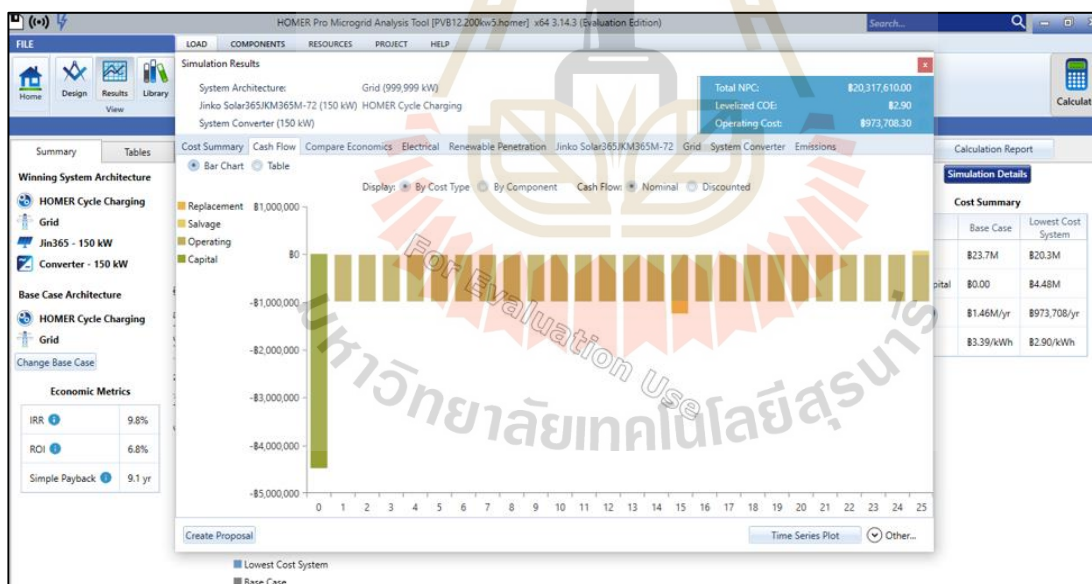 HOMER Pro Microgrid Analysis Tool [PVB12.200kw5.homer] x64 3.14.3 (Evaluation Edition)
Search...
FILE
LOAD COMPONENTS RESOURCES PROJECT HELP
Home
Design
Results
Library
View
Calculat
Simulation Results
System Architecture: Grid (999,999 kW)
Jinko Solar365JKM365M-72 (150 kW) HOMER Cycle Charging
System Converter (150 kW)
Total NPC: ฿20,317,610.00
Levelized COE: ฿2.90
Operating Cost: ฿973,708.30
Cost Summary Cash Flow Compare Economics Electrical Renewable Penetration Jinko Solar365JKM365M-72 Grid System Converter Emissions
Bar Chart Table
Display: By Cost Type By Component Cash Flow: Nominal Discounted
Replacement
Salvage
Operating
Capital
฿1,000,000
฿0
-฿1,000,000
-฿2,000,000
-฿3,000,000
-฿4,000,000
-฿5,000,000
0 1 2 3 4 5 6 7 8 9 10 11 12 13 14 15 16 17 18 19 20 21 22 23 24 25
For Evaluation Use
มหาวิทยาลัยเทคโนโลยีสุรนารี
Create Proposal
Time Series Plot
Other...
Summary Tables
Winning System Architecture
HOMER Cycle Charging
Grid
Jin365 - 150 kW
Converter - 150 kW
Base Case Architecture
HOMER Cycle Charging
Grid
Change Base Case
Economic Metrics
IRR 9.8%
ROI 6.8%
Simple Payback 9.1 yr
Calculation Report
Simulation Details
Cost Summary
Base Case Lowest Cost System
฿23.7M ฿20.3M
pital ฿0.00 ฿4.48M
฿1.46M/yr ฿973,708/yr
฿3.39/kWh ฿2.90/kWh
Lowest Cost System
Base Case